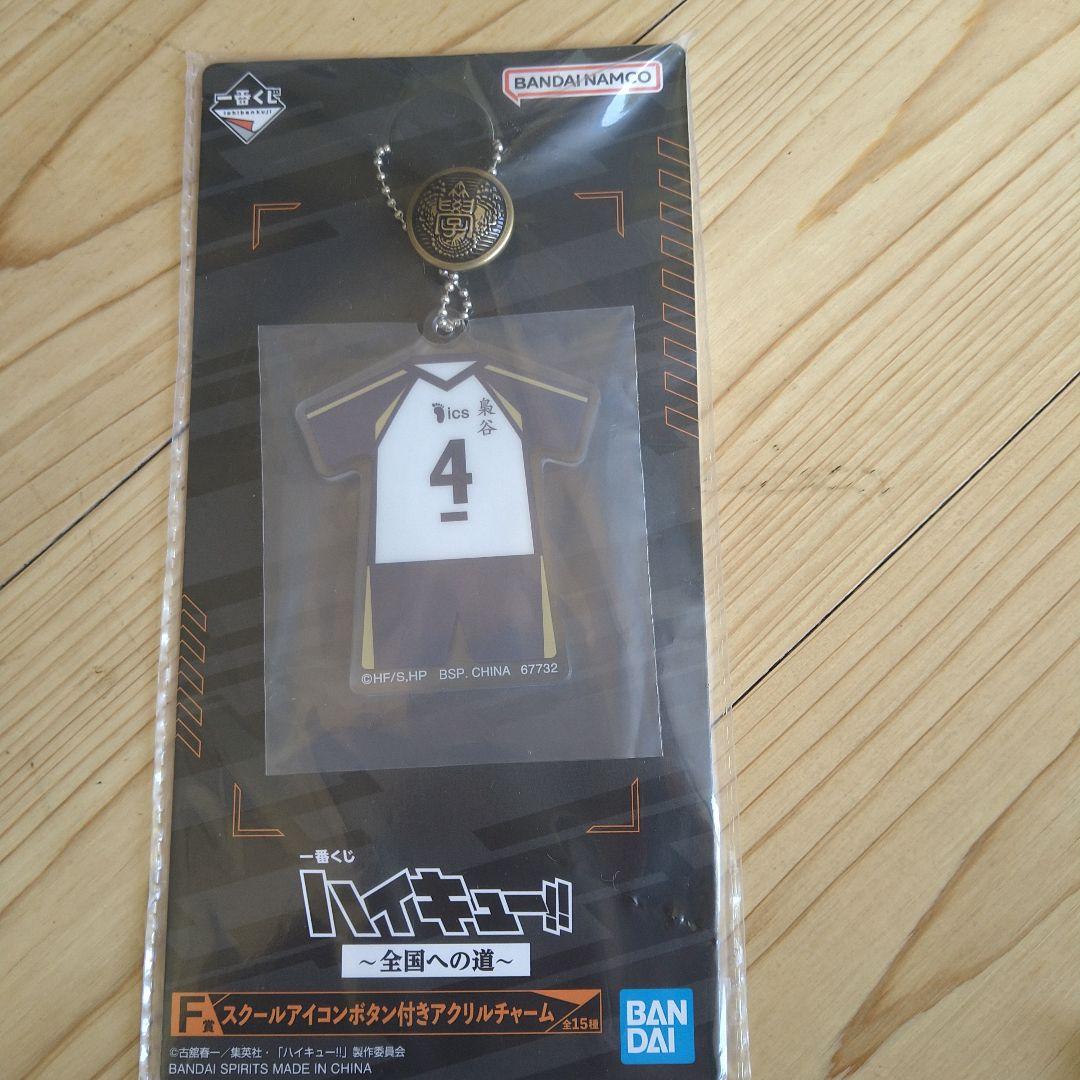 一番くじ
ichibankuji
BANDAI NAMCO
學
ics 梟谷
4
©HF/S,HP BSP. CHINA 67732
一番くじ
ハイキュー!!
～全国への道～
F賞 スクールアイコンボタン付きアクリルチャーム 全15種
©古舘春一／集英社・「ハイキュー!!」製作委員会
BANDAI SPIRITS MADE IN CHINA
BAN
DAI